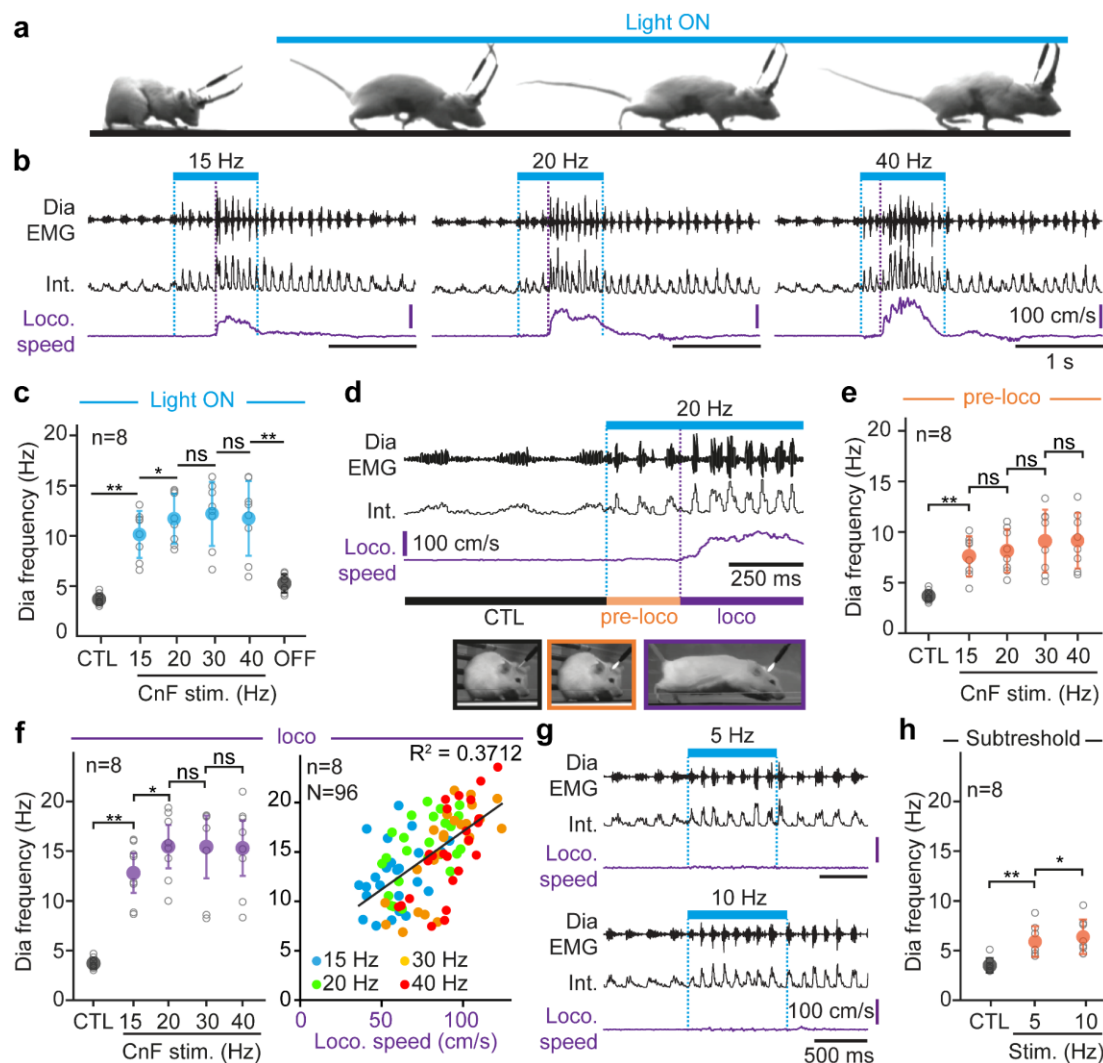 a
Light ON
b
15 Hz
20 Hz
40 Hz
Dia
EMG
Int.
Loco.
speed
100 cm/s
1 s
c
Light ON
n=8
**
*
ns
ns
**
Dia frequency (Hz)
20
15
10
5
0
CTL
15
20
30
40
OFF
CnF stim. (Hz)
d
20 Hz
Dia
EMG
Int.
100 cm/s
Loco.
speed
250 ms
CTL
pre-loco
loco
e
pre-loco
n=8
**
ns
ns
ns
Dia frequency (Hz)
20
15
10
5
0
CTL
15
20
30
40
CnF stim. (Hz)
f
loco
n=8
**
*
ns
ns
Dia frequency (Hz)
20
15
10
5
0
CTL
15
20
30
40
CnF stim. (Hz)
R² = 0.3712
n=8
N=96
20
15
10
5
0
15 Hz
30 Hz
20 Hz
40 Hz
50
100
Loco. speed (cm/s)
g
5 Hz
Dia
EMG
Int.
Loco.
speed
10 Hz
Dia
EMG
Int.
Loco.
speed
100 cm/s
500 ms
h
Subtreshold
n=8
**
*
Dia frequency (Hz)
20
15
10
5
0
CTL
5
10
Stim. (Hz)